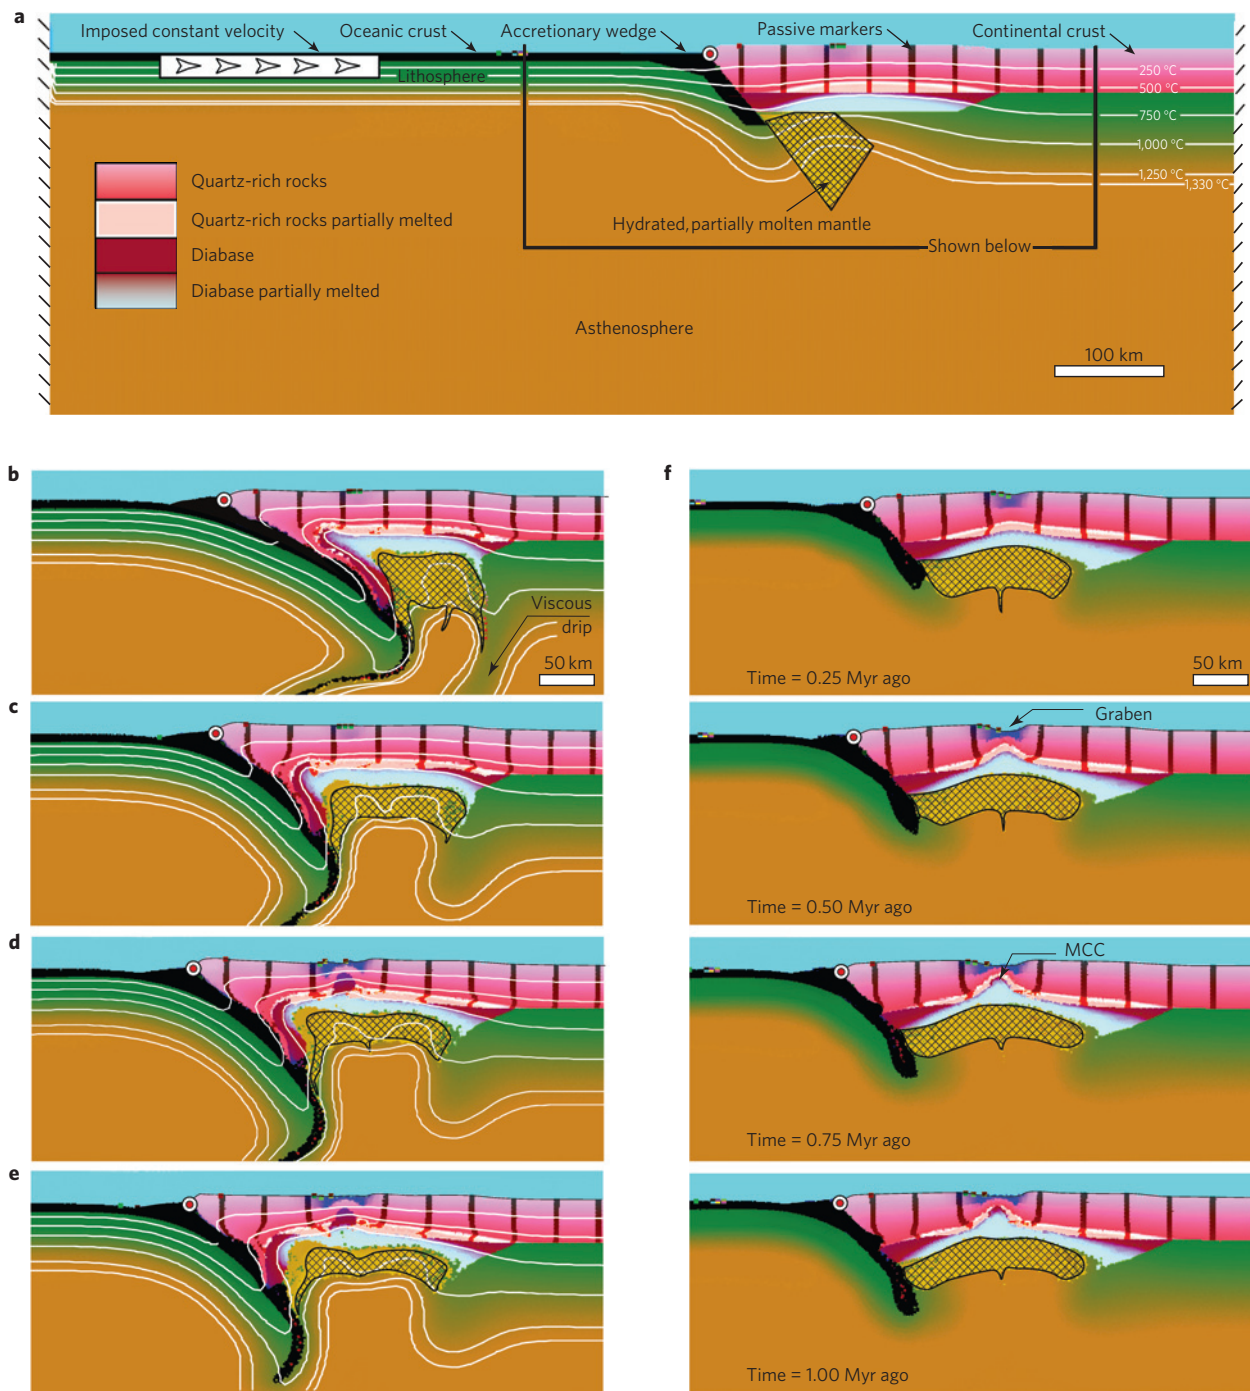 a
Imposed constant velocity
Oceanic crust
Accretionary wedge
Passive markers
Continental crust
Lithosphere
250 °C
500 °C
750 °C
1,000 °C
1,250 °C
1,330 °C
Quartz-rich rocks
Quartz-rich rocks partially melted
Diabase
Diabase partially melted
Hydrated, partially molten mantle
Shown below
Asthenosphere
100 km
b
Viscous
drip
50 km
f
Time = 0.25 Myr ago
50 km
c
Graben
Time = 0.50 Myr ago
d
MCC
Time = 0.75 Myr ago
e
Time = 1.00 Myr ago